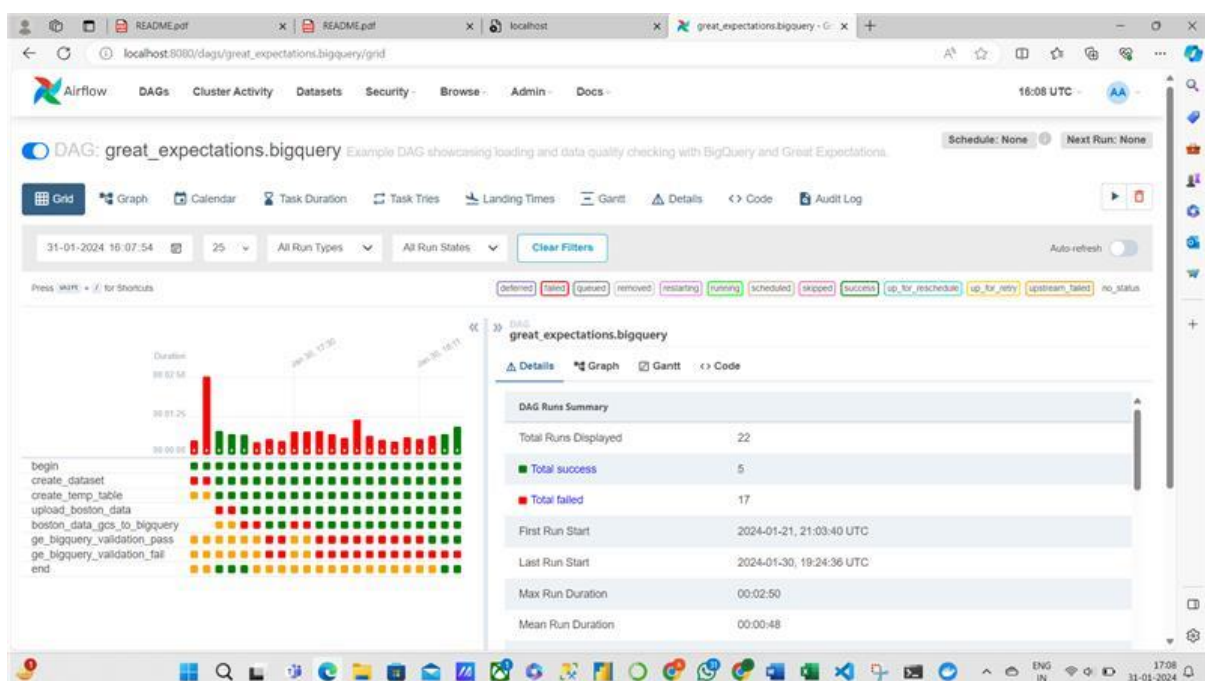 README.pdf README.pdf localhost great_expectations.bigquery - G
localhost:8080/dags/great_expectations.bigquery/grid
Airflow DAGs Cluster Activity Datasets Security Browse Admin Docs 16:08 UTC AA
DAG: great_expectations.bigquery Example DAG showcasing loading and data quality checking with BigQuery and Great Expectations. Schedule: None Next Run: None
Grid Graph Calendar Task Duration Task Tries Landing Times Gantt Details <> Code Audit Log
31-01-2024 16:07:54 25 All Run Types All Run States Clear Filters Auto-refresh
Press shift + / for Shortcuts deferred failed queued removed restarting running scheduled skipped success up_for_reschedule up_for_retry upstream_failed no_status
Duration
00:02:50
00:01:25
00:00:00
Jan 30, 17:30
Jan 30, 18:11
begin
create_dataset
create_temp_table
upload_boston_data
boston_data_gcs_to_bigquery
ge_bigquery_validation_pass
ge_bigquery_validation_fail
end
DAG
great_expectations.bigquery
Details Graph Gantt <> Code
DAG Runs Summary
Total Runs Displayed 22
Total success 5
Total failed 17
First Run Start 2024-01-21, 21:03:40 UTC
Last Run Start 2024-01-30, 19:24:36 UTC
Max Run Duration 00:02:50
Mean Run Duration 00:00:48
ENG 17:08
IN 31-01-2024